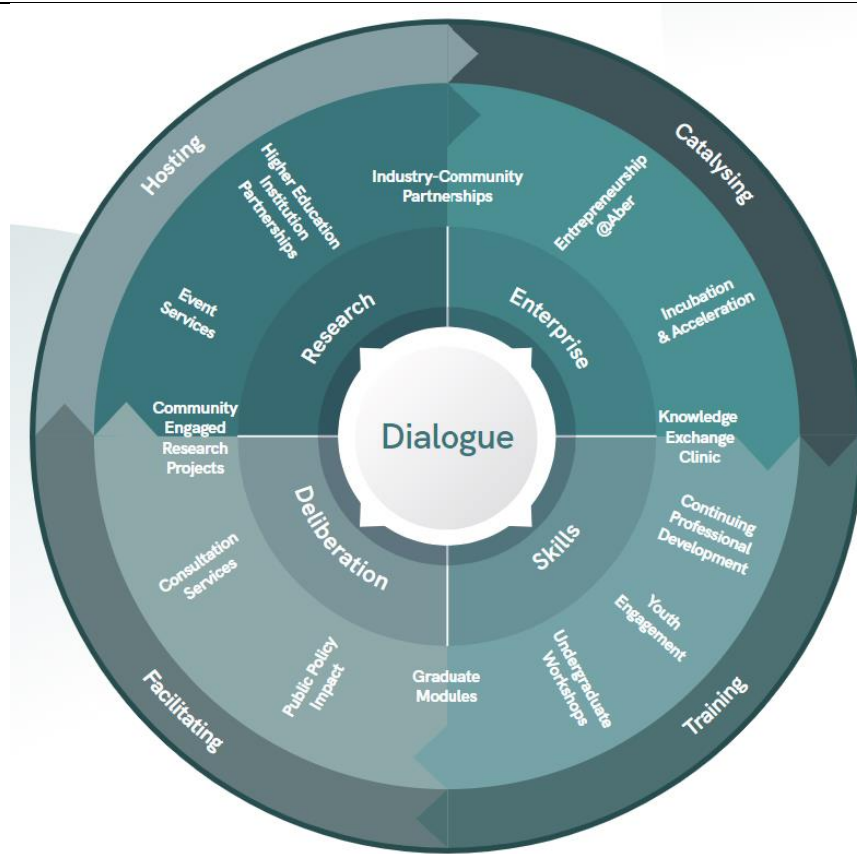 Hosting
Catalysing
Higher Education
Institution
Partnerships
Industry-Community
Partnerships
Entrepreneurship
@Aber
Event
Services
Research
Enterprise
Incubation
& Acceleration
Community
Engaged
Research
Projects
Dialogue
Knowledge
Exchange
Clinic
Consultation
Services
Deliberation
Skills
Continuing
Professional
Development
Youth
Engagement
Public Policy
Impact
Graduate
Modules
Undergraduate
Workshops
Facilitating
Training